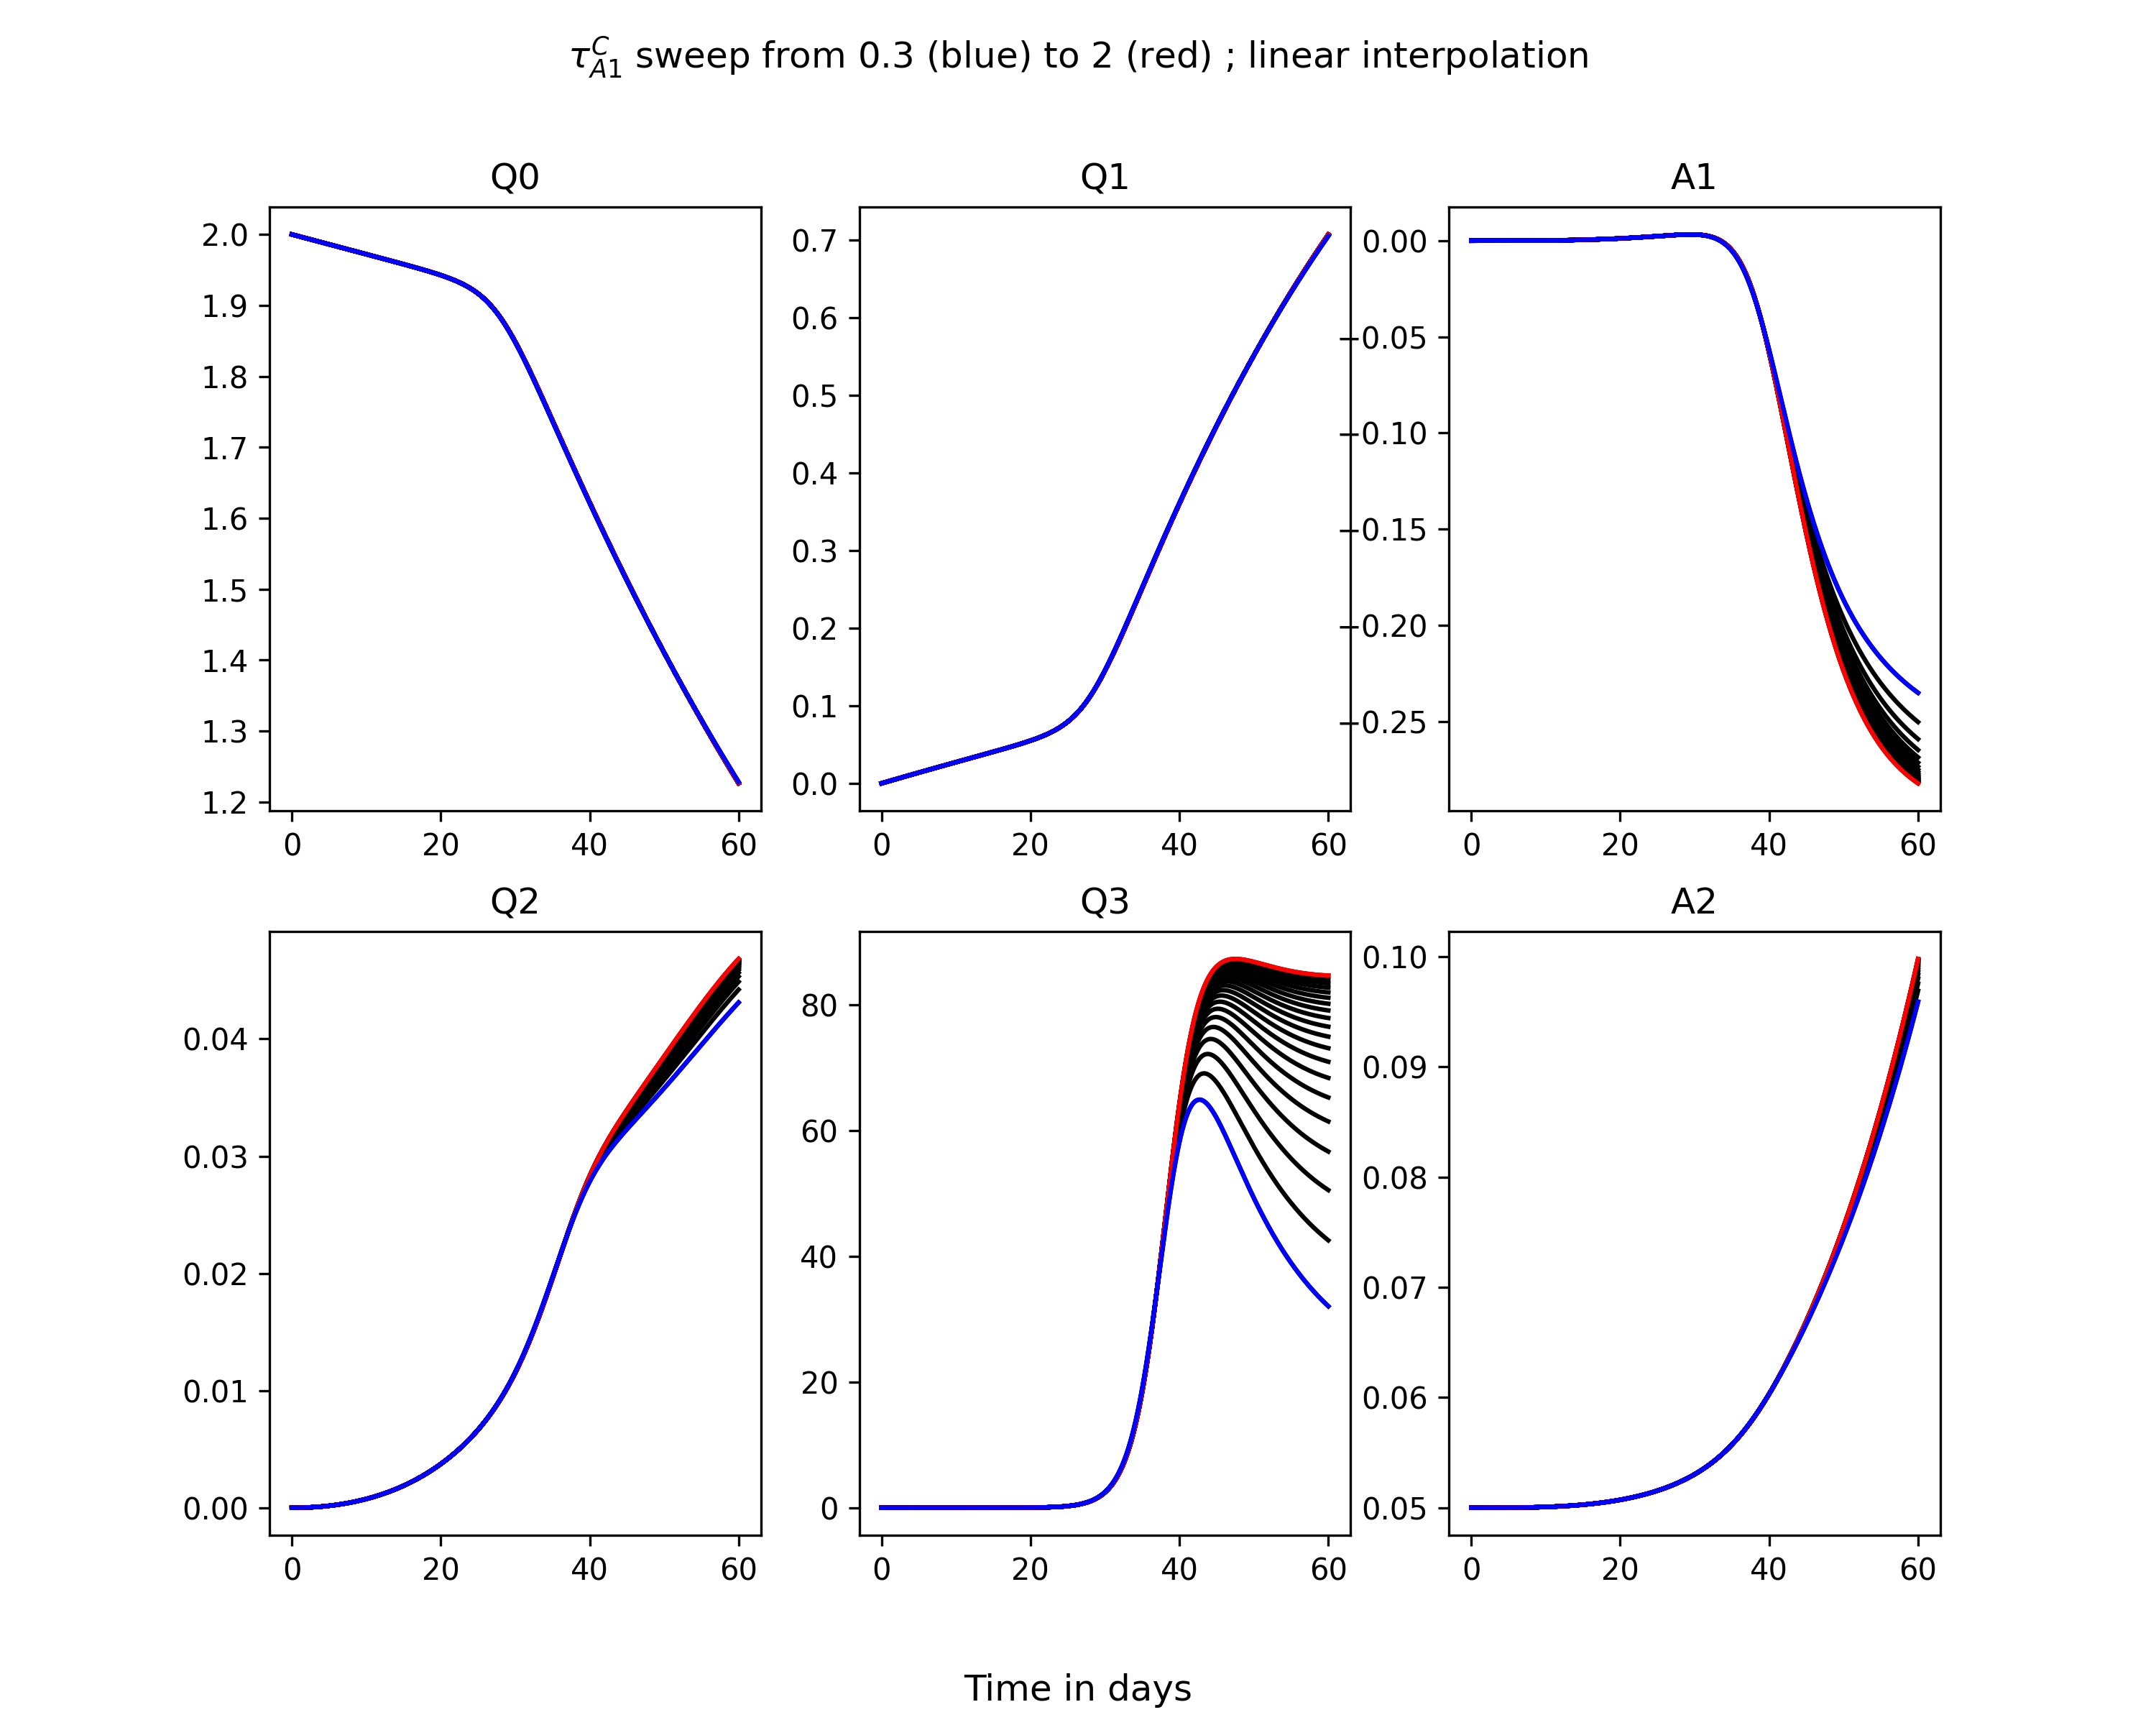 τ_{A1}^{C} sweep from 0.3 (blue) to 2 (red) ; linear interpolation
Q0
Q1
A1
2.0
1.9
1.8
1.7
1.6
1.5
1.4
1.3
1.2
0 20 40 60
0.7
0.6
0.5
0.4
0.3
0.2
0.1
0.0
0 20 40 60
0.00
−0.05
−0.10
−0.15
−0.20
−0.25
0 20 40 60
Q2
Q3
A2
0.04
0.03
0.02
0.01
0.00
0 20 40 60
80
60
40
20
0
0 20 40 60
0.10
0.09
0.08
0.07
0.06
0.05
0 20 40 60
Time in days